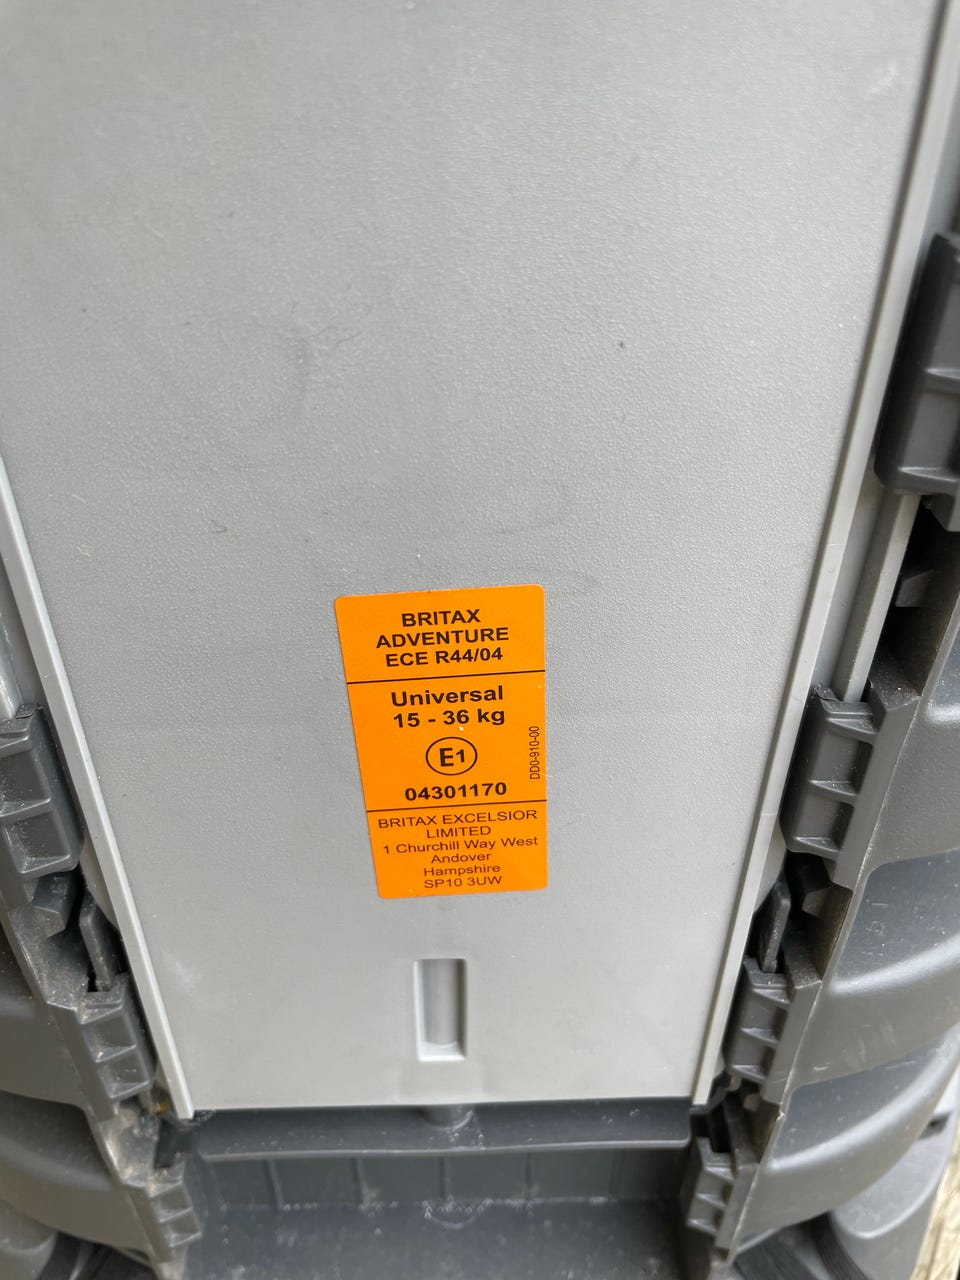 BRITAX
ADVENTURE
ECE R44/04
Universal
15 - 36 kg
E1
04301170
DD0-910-00
BRITAX EXCELSIOR
LIMITED
1 Churchill Way West
Andover
Hampshire
SP10 3UW